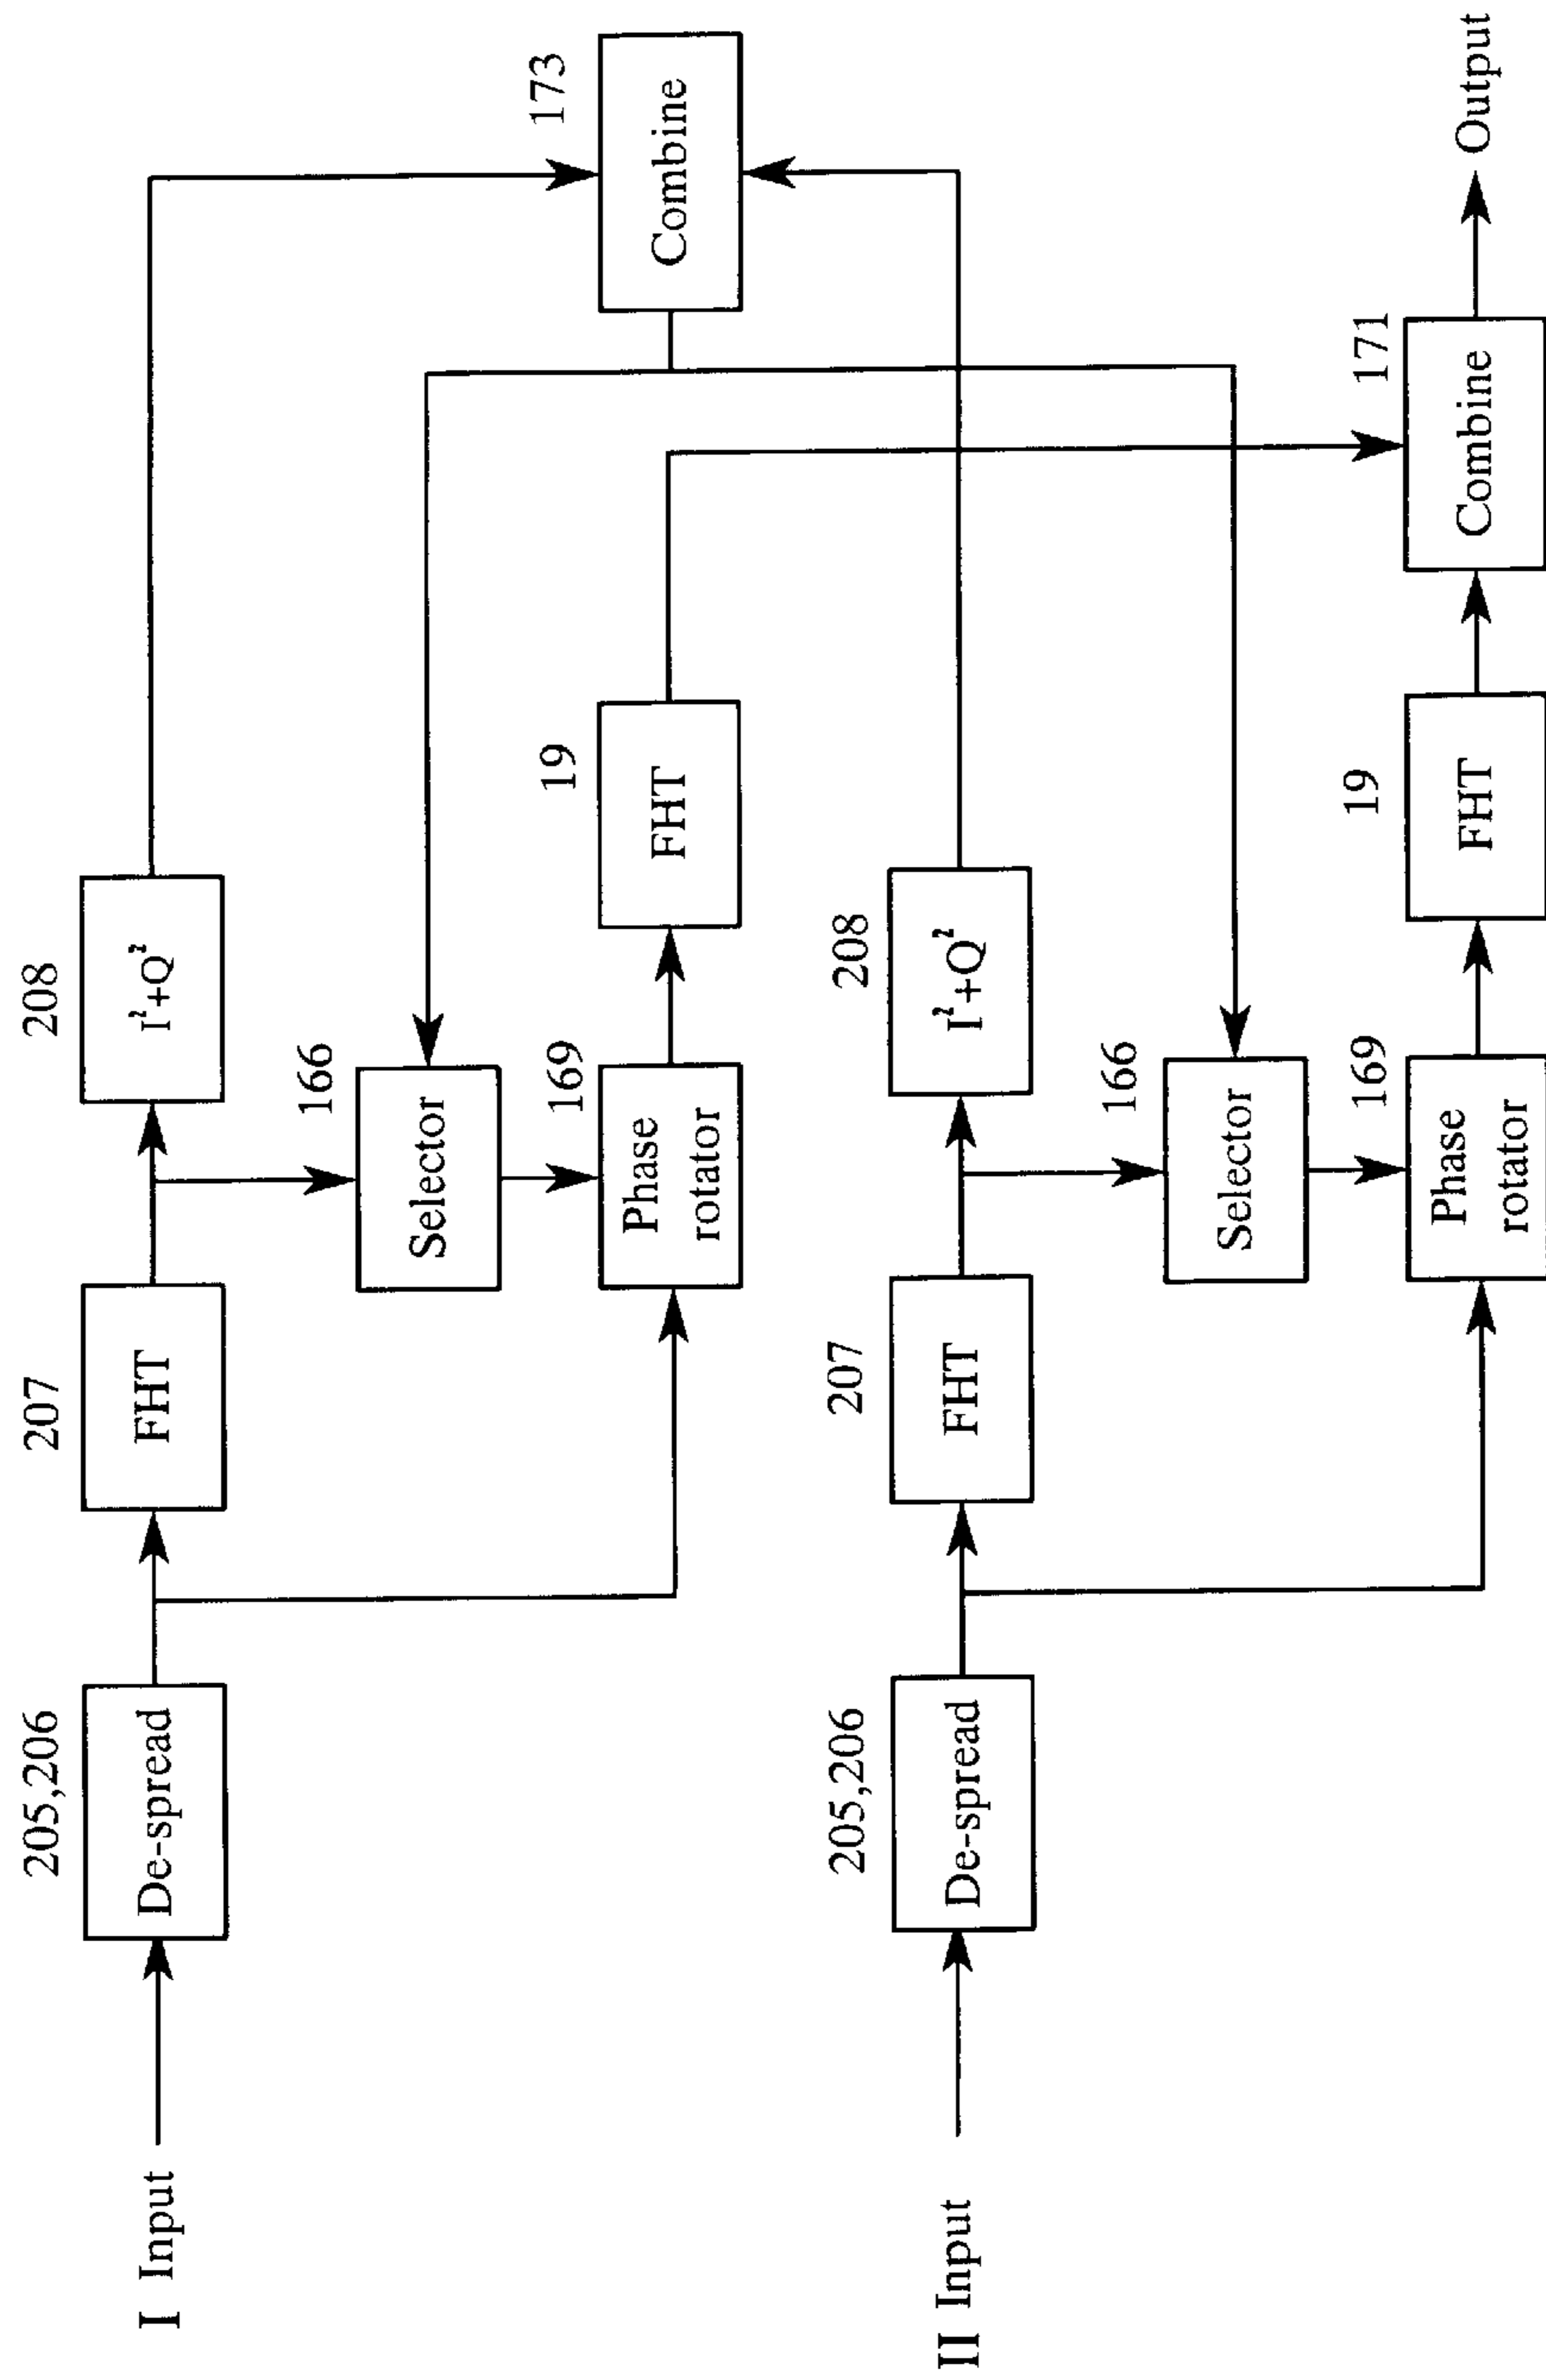 I Input
205,206
De-spread
207
FHT
208
I²+Q²
166
Selector
169
Phase
rotator
19
FHT
173
Combine
II Input
205,206
De-spread
207
FHT
208
I²+Q²
166
Selector
169
Phase
rotator
19
FHT
171
Combine
Output